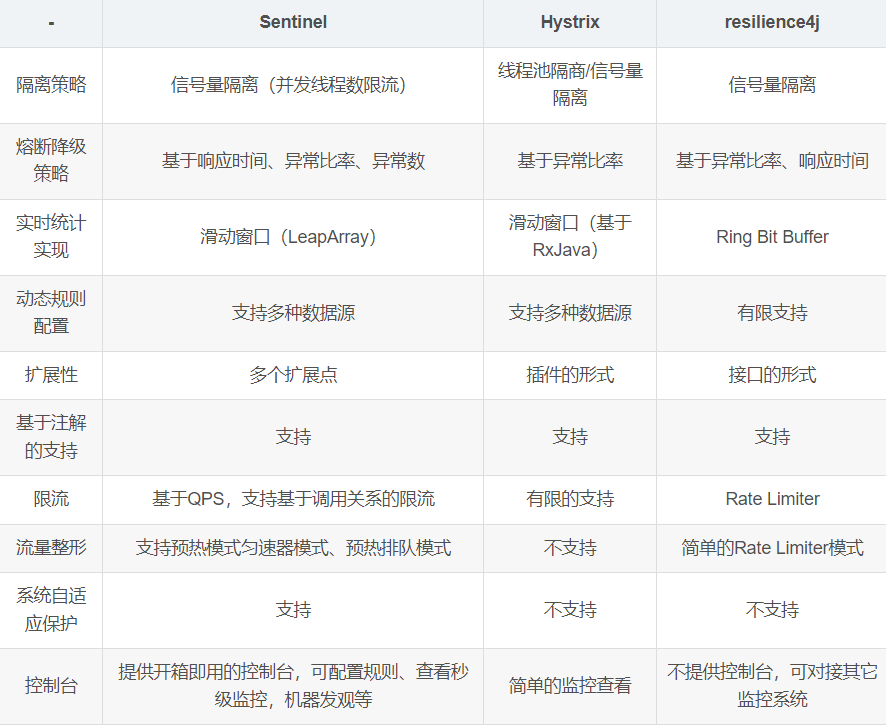 - Sentinel Hystrix resilience4j
隔离策略 信号量隔离（并发线程数限流） 线程池隔商/信号量
隔离 信号量隔离
熔断降级
策略 基于响应时间、异常比率、异常数 基于异常比率 基于异常比率、响应时间
实时统计
实现 滑动窗口（LeapArray） 滑动窗口（基于
RxJava） Ring Bit Buffer
动态规则
配置 支持多种数据源 支持多种数据源 有限支持
扩展性 多个扩展点 插件的形式 接口的形式
基于注解
的支持 支持 支持 支持
限流 基于QPS，支持基于调用关系的限流 有限的支持 Rate Limiter
流量整形 支持预热模式匀速器模式、预热排队模式 不支持 简单的Rate Limiter模式
系统自适
应保护 支持 不支持 不支持
控制台 提供开箱即用的控制台，可配置规则、查看秒
级监控，机器发观等 简单的监控查看 不提供控制台，可对接其它
监控系统